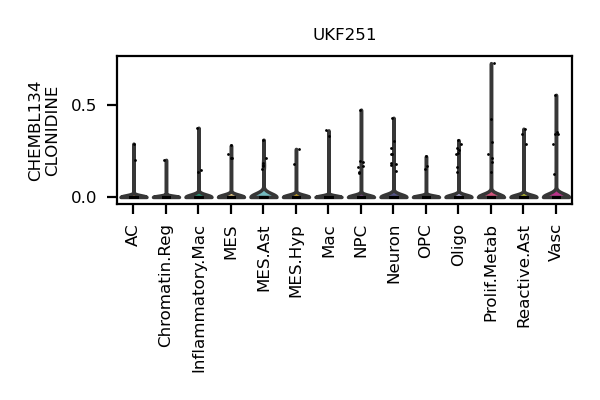 UKF251
CHEMBL134
CLONIDINE
0.5
0.0
AC
Chromatin.Reg
Inflammatory.Mac
MES
MES.Ast
MES.Hyp
Mac
NPC
Neuron
OPC
Oligo
Prolif.Metab
Reactive.Ast
Vasc